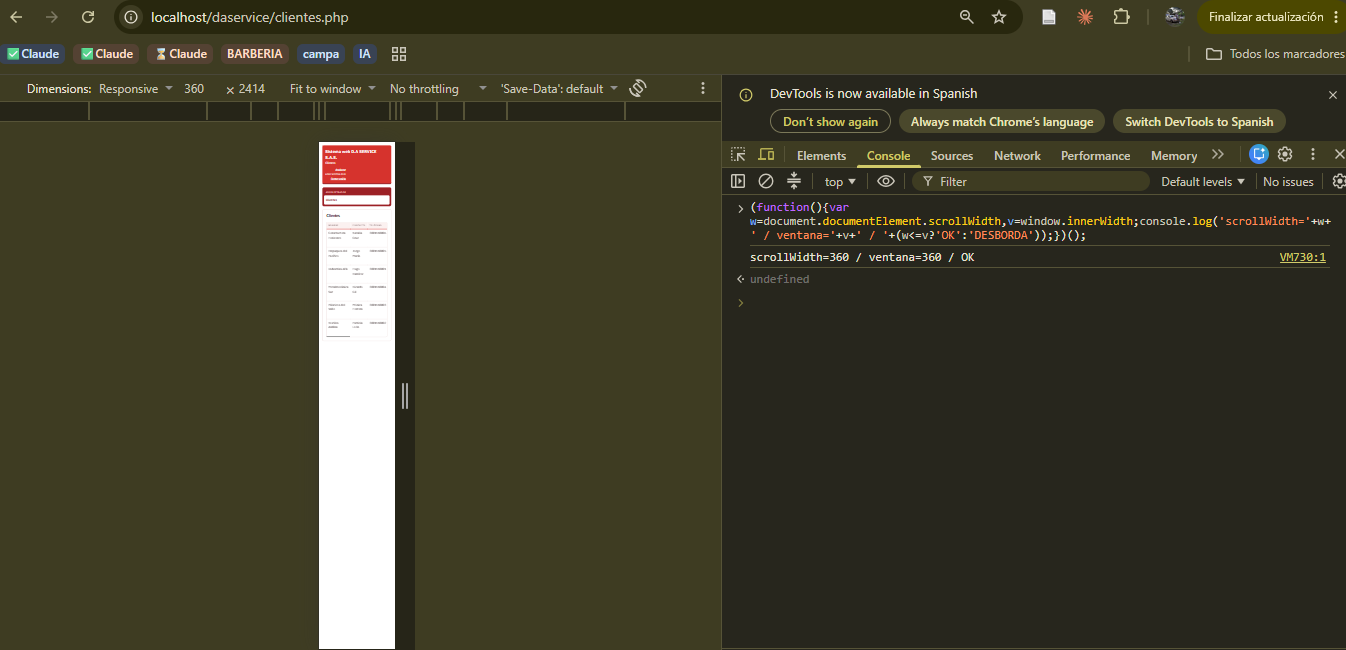 localhost/daservice/clientes.php
Finalizar actualización
✅Claude
✅Claude
⌛Claude
BARBERIA
campa
IA
Todos los marcadores
Dimensions: Responsive 360 × 2414 Fit to window No throttling 'Save-Data': default
Sistema web D.A SERVICE
S.A.S.
Clientes
DevTools is now available in Spanish
Don't show again
Always match Chrome's language
Switch DevTools to Spanish
Elements Console Sources Network Performance Memory
top Filter Default levels No issues
(function(){var
w=document.documentElement.scrollWidth,v=window.innerWidth;console.log('scrollWidth='+w+
' / ventana='+v+' / '+(w<=v?'OK':'DESBORDA'));})();
scrollWidth=360 / ventana=360 / OK VM730:1
undefined